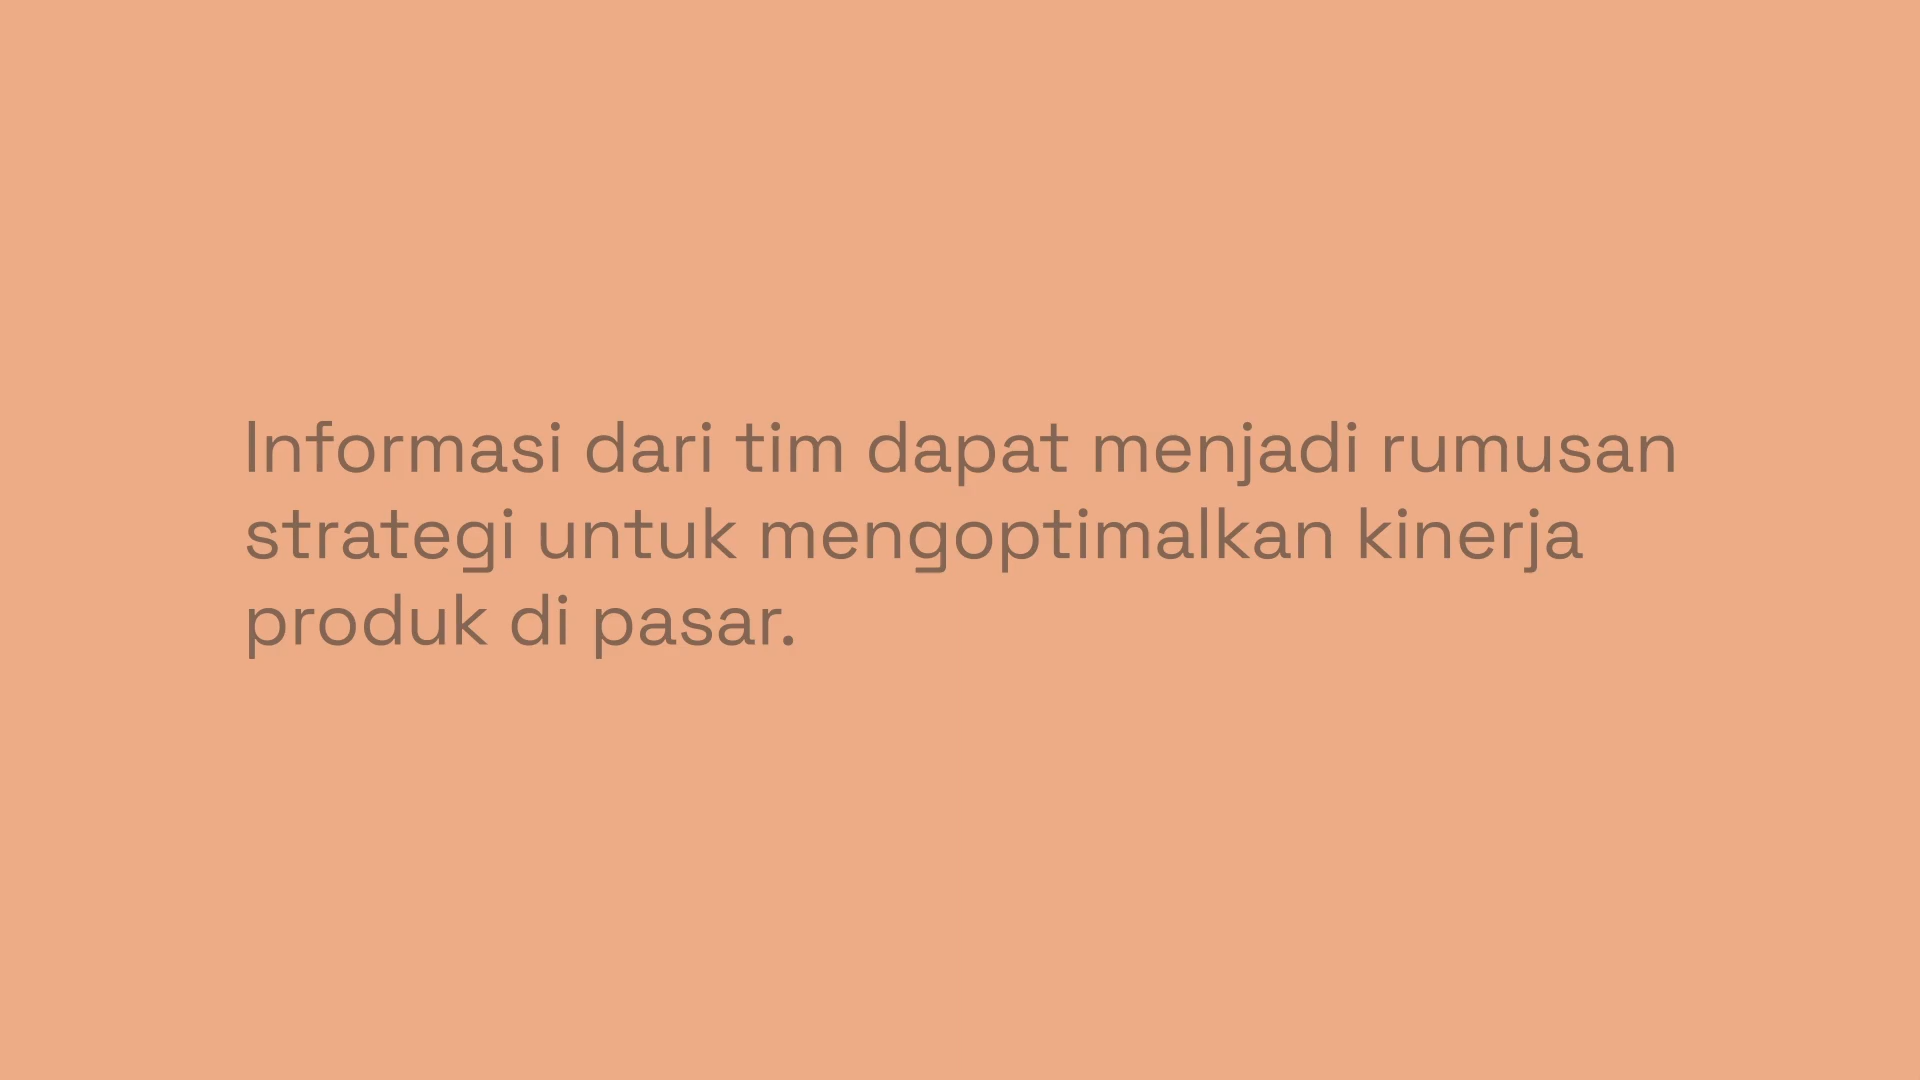 Informasi dari tim dapat menjadi rumusan
strategi untuk mengoptimalkan kinerja
produk di pasar.